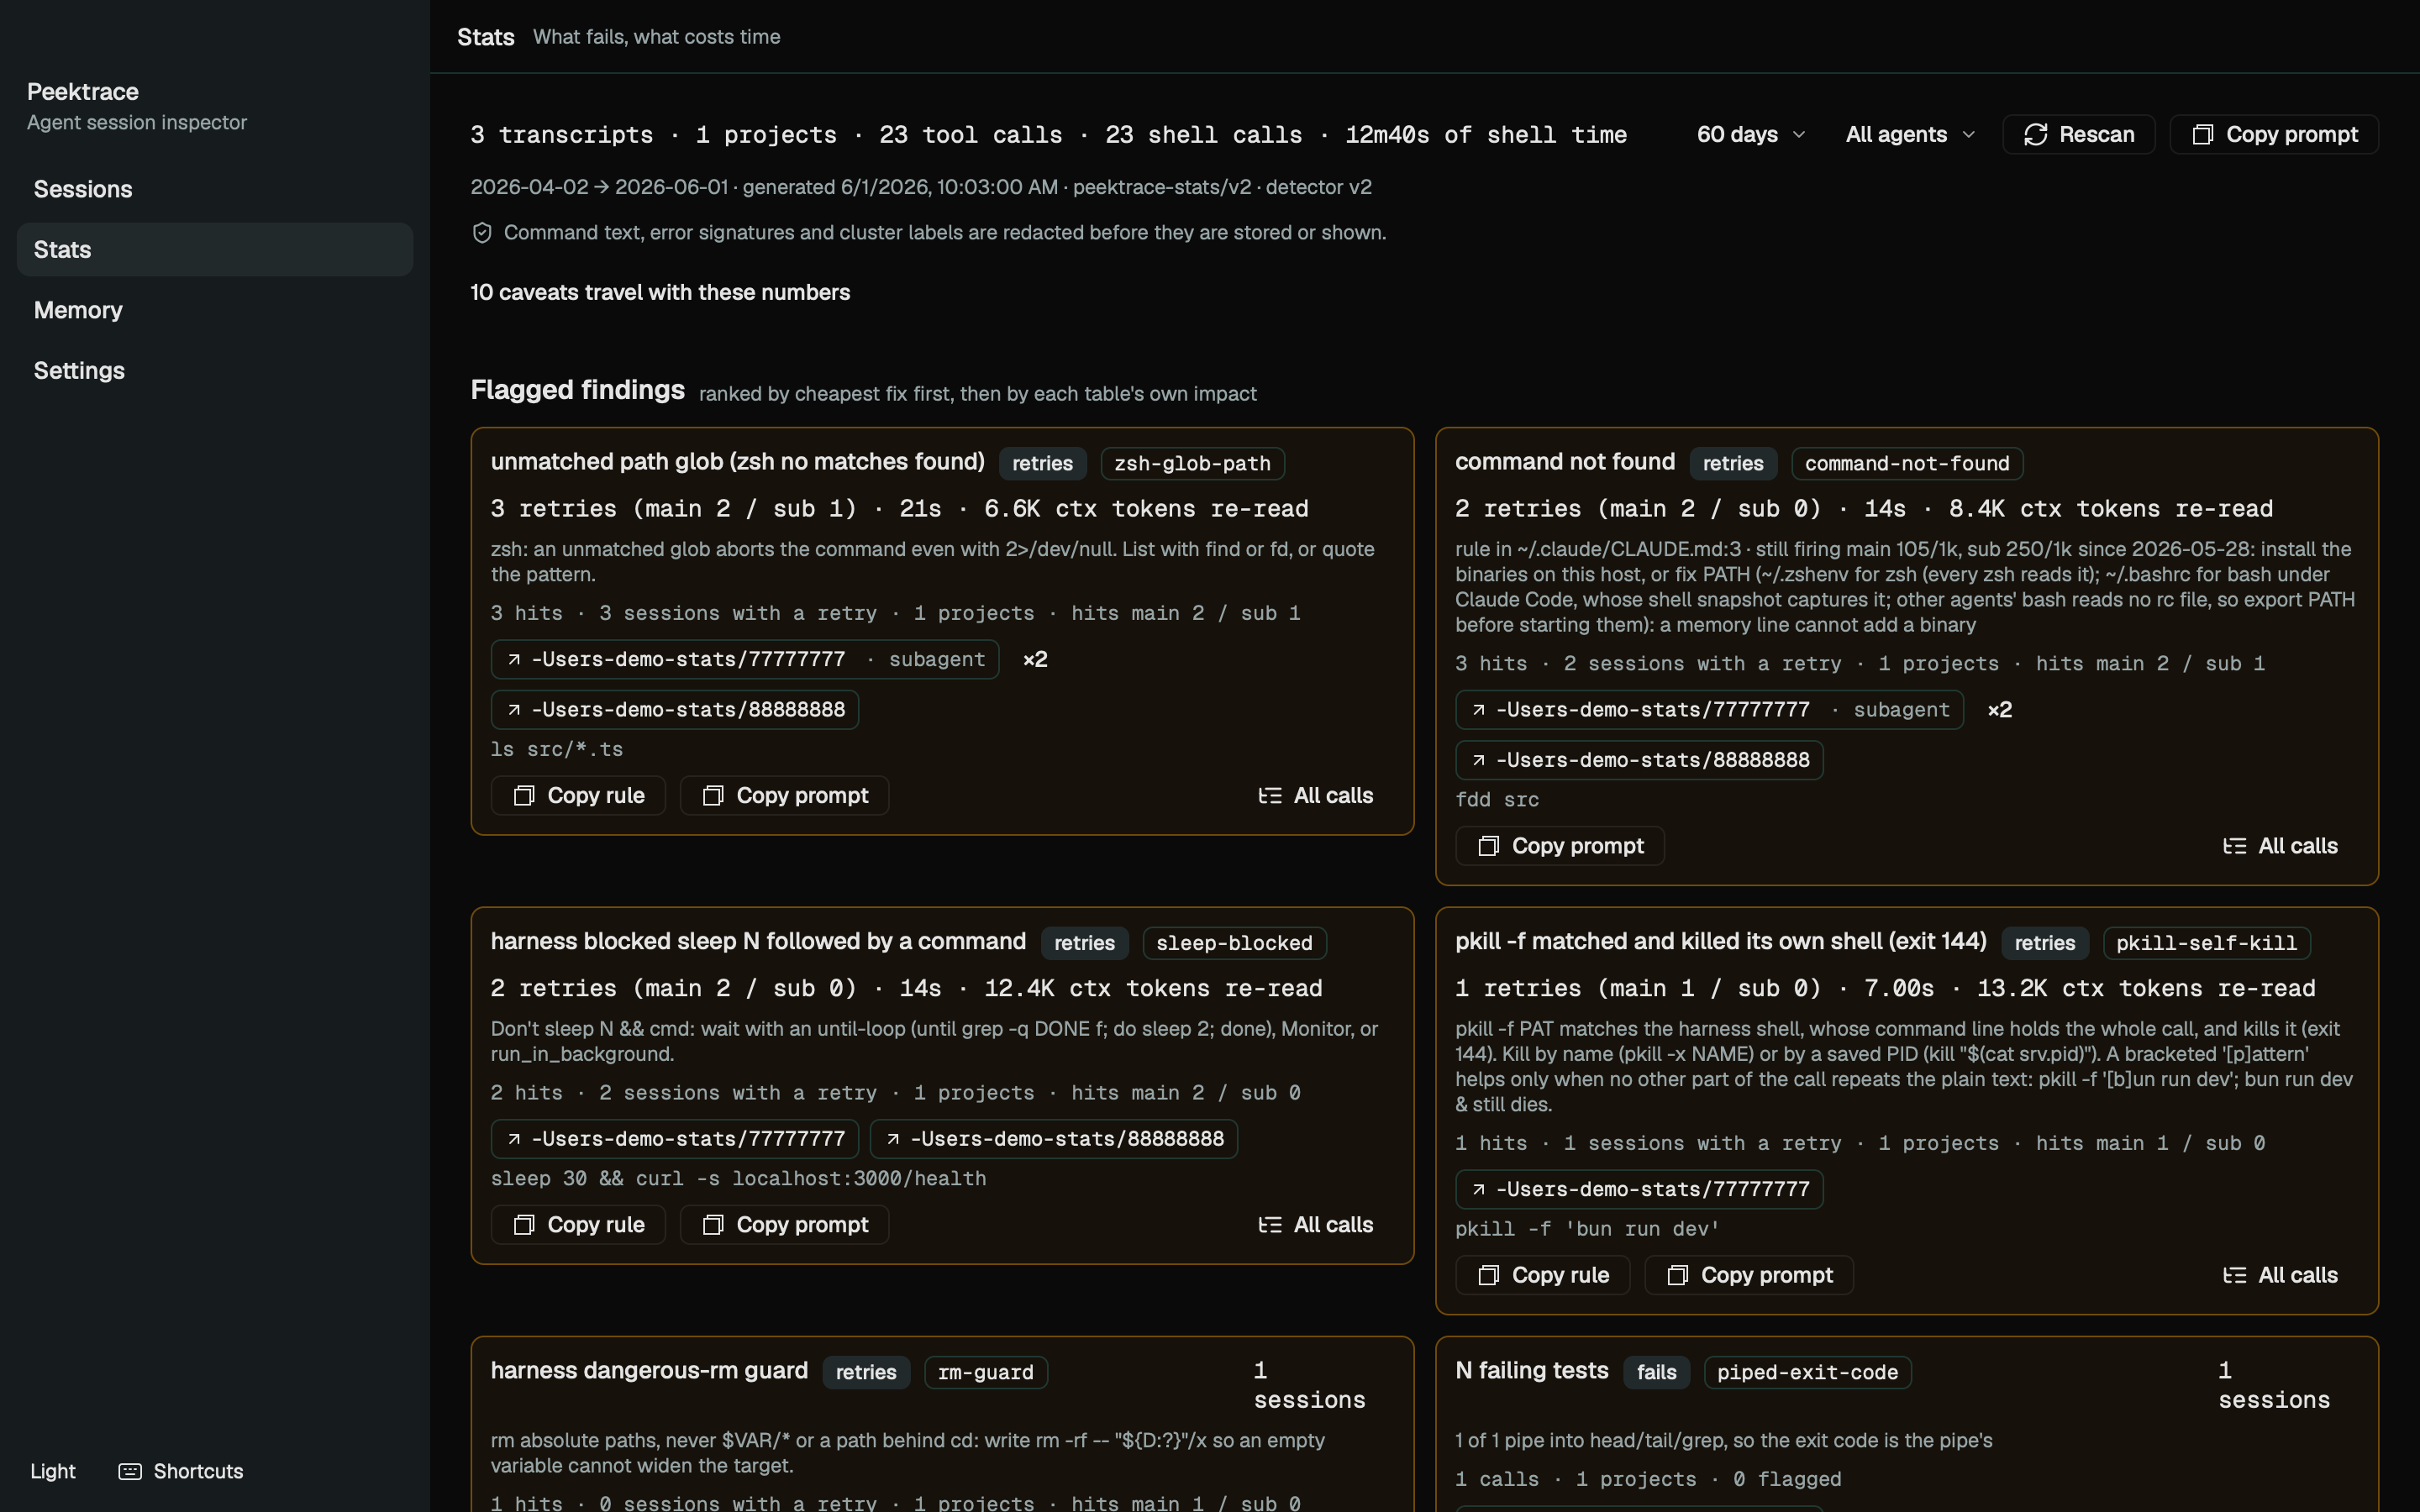 Peektrace
Agent session inspector
Sessions
Stats
Memory
Settings
Light
Shortcuts
Stats What fails, what costs time
3 transcripts · 1 projects · 23 tool calls · 23 shell calls · 12m40s of shell time
60 days
All agents
Rescan
Copy prompt
2026-04-02 → 2026-06-01 · generated 6/1/2026, 10:03:00 AM · peektrace-stats/v2 · detector v2
Command text, error signatures and cluster labels are redacted before they are stored or shown.
10 caveats travel with these numbers
Flagged findings ranked by cheapest fix first, then by each table's own impact
unmatched path glob (zsh no matches found) retries zsh-glob-path
3 retries (main 2 / sub 1) · 21s · 6.6K ctx tokens re-read
zsh: an unmatched glob aborts the command even with 2>/dev/null. List with find or fd, or quote
the pattern.
3 hits · 3 sessions with a retry · 1 projects · hits main 2 / sub 1
-Users-demo-stats/77777777 · subagent ×2
-Users-demo-stats/88888888
ls src/*.ts
Copy rule Copy prompt All calls
command not found retries command-not-found
2 retries (main 2 / sub 0) · 14s · 8.4K ctx tokens re-read
rule in ~/.claude/CLAUDE.md:3 · still firing main 105/1k, sub 250/1k since 2026-05-28: install the
binaries on this host, or fix PATH (~/.zshenv for zsh (every zsh reads it); ~/.bashrc for bash under
Claude Code, whose shell snapshot captures it; other agents' bash reads no rc file, so export PATH
before starting them): a memory line cannot add a binary
3 hits · 2 sessions with a retry · 1 projects · hits main 2 / sub 1
-Users-demo-stats/77777777 · subagent ×2
-Users-demo-stats/88888888
fdd src
Copy prompt All calls
harness blocked sleep N followed by a command retries sleep-blocked
2 retries (main 2 / sub 0) · 14s · 12.4K ctx tokens re-read
Don't sleep N && cmd: wait with an until-loop (until grep -q DONE f; do sleep 2; done), Monitor, or
run_in_background.
2 hits · 2 sessions with a retry · 1 projects · hits main 2 / sub 0
-Users-demo-stats/77777777 -Users-demo-stats/88888888
sleep 30 && curl -s localhost:3000/health
Copy rule Copy prompt All calls
pkill -f matched and killed its own shell (exit 144) retries pkill-self-kill
1 retries (main 1 / sub 0) · 7.00s · 13.2K ctx tokens re-read
pkill -f PAT matches the harness shell, whose command line holds the whole call, and kills it (exit
144). Kill by name (pkill -x NAME) or by a saved PID (kill "$(cat srv.pid)"). A bracketed '[p]attern'
helps only when no other part of the call repeats the plain text: pkill -f '[b]un run dev'; bun run dev
& still dies.
1 hits · 1 sessions with a retry · 1 projects · hits main 1 / sub 0
-Users-demo-stats/77777777
pkill -f 'bun run dev'
Copy rule Copy prompt All calls
harness dangerous-rm guard retries rm-guard
1
sessions
rm absolute paths, never $VAR/* or a path behind cd: write rm -rf -- "${D:?}"/x so an empty
variable cannot widen the target.
1 hits · 0 sessions with a retry · 1 projects · hits main 1 / sub 0
N failing tests fails piped-exit-code
1
sessions
1 of 1 pipe into head/tail/grep, so the exit code is the pipe's
1 calls · 1 projects · 0 flagged